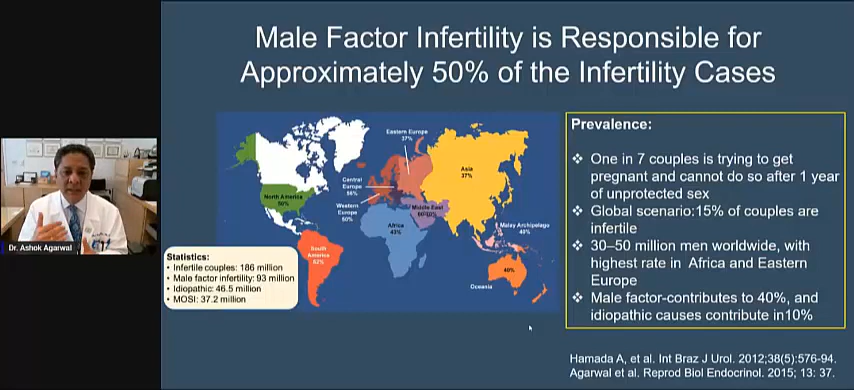 Male Factor Infertility is Responsible for
Approximately 50% of the Infertility Cases
Eastern Europe
37%
Central
Europe
56%
Western
Europe
50%
North America
50%
Asia
37%
Middle East
60-70%
Africa
43%
Malay Archipelago
40%
South
America
52%
40%
Oceania
Dr. Ashok Agarwal
Statistics:
• Infertile couples: 186 million
• Male factor infertility: 93 million
• Idiopathic: 46.5 million
• MOSI: 37.2 million
Prevalence:
❖ One in 7 couples is trying to get
pregnant and cannot do so after 1 year
of unprotected sex
❖ Global scenario:15% of couples are
infertile
❖ 30–50 million men worldwide, with
highest rate in Africa and Eastern
Europe
❖ Male factor-contributes to 40%, and
idiopathic causes contribute in10%
Hamada A, et al. Int Braz J Urol. 2012;38(5):576-94.
Agarwal et al. Reprod Biol Endocrinol. 2015; 13: 37.